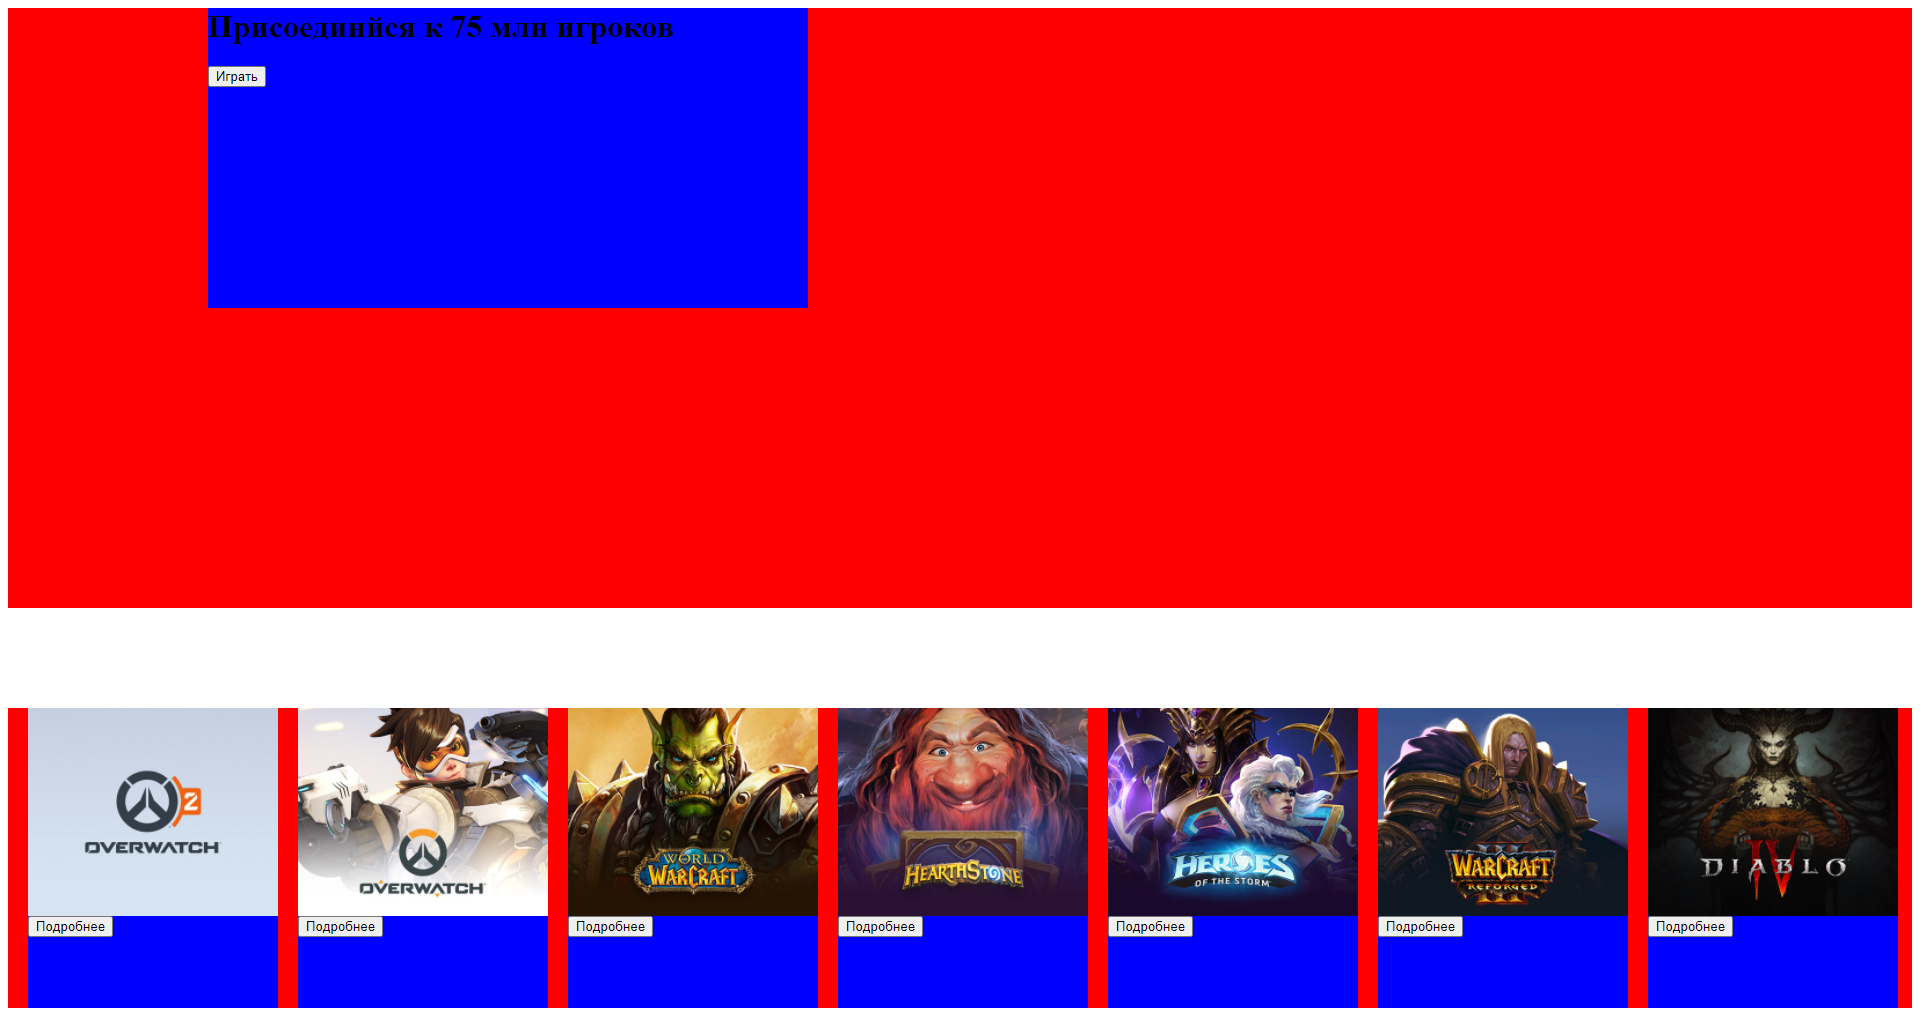 Присоединйся к 75 млн игроков
Играть
2
OVERWATCH
OVERWATCH
WORLD
OF
WARCRAFT
HEARTHSTONE
HEROES
OF THE STORM
WARCRAFT
REFORGED
III
DIABLO
IV
Подробнее
Подробнее
Подробнее
Подробнее
Подробнее
Подробнее
Подробнее